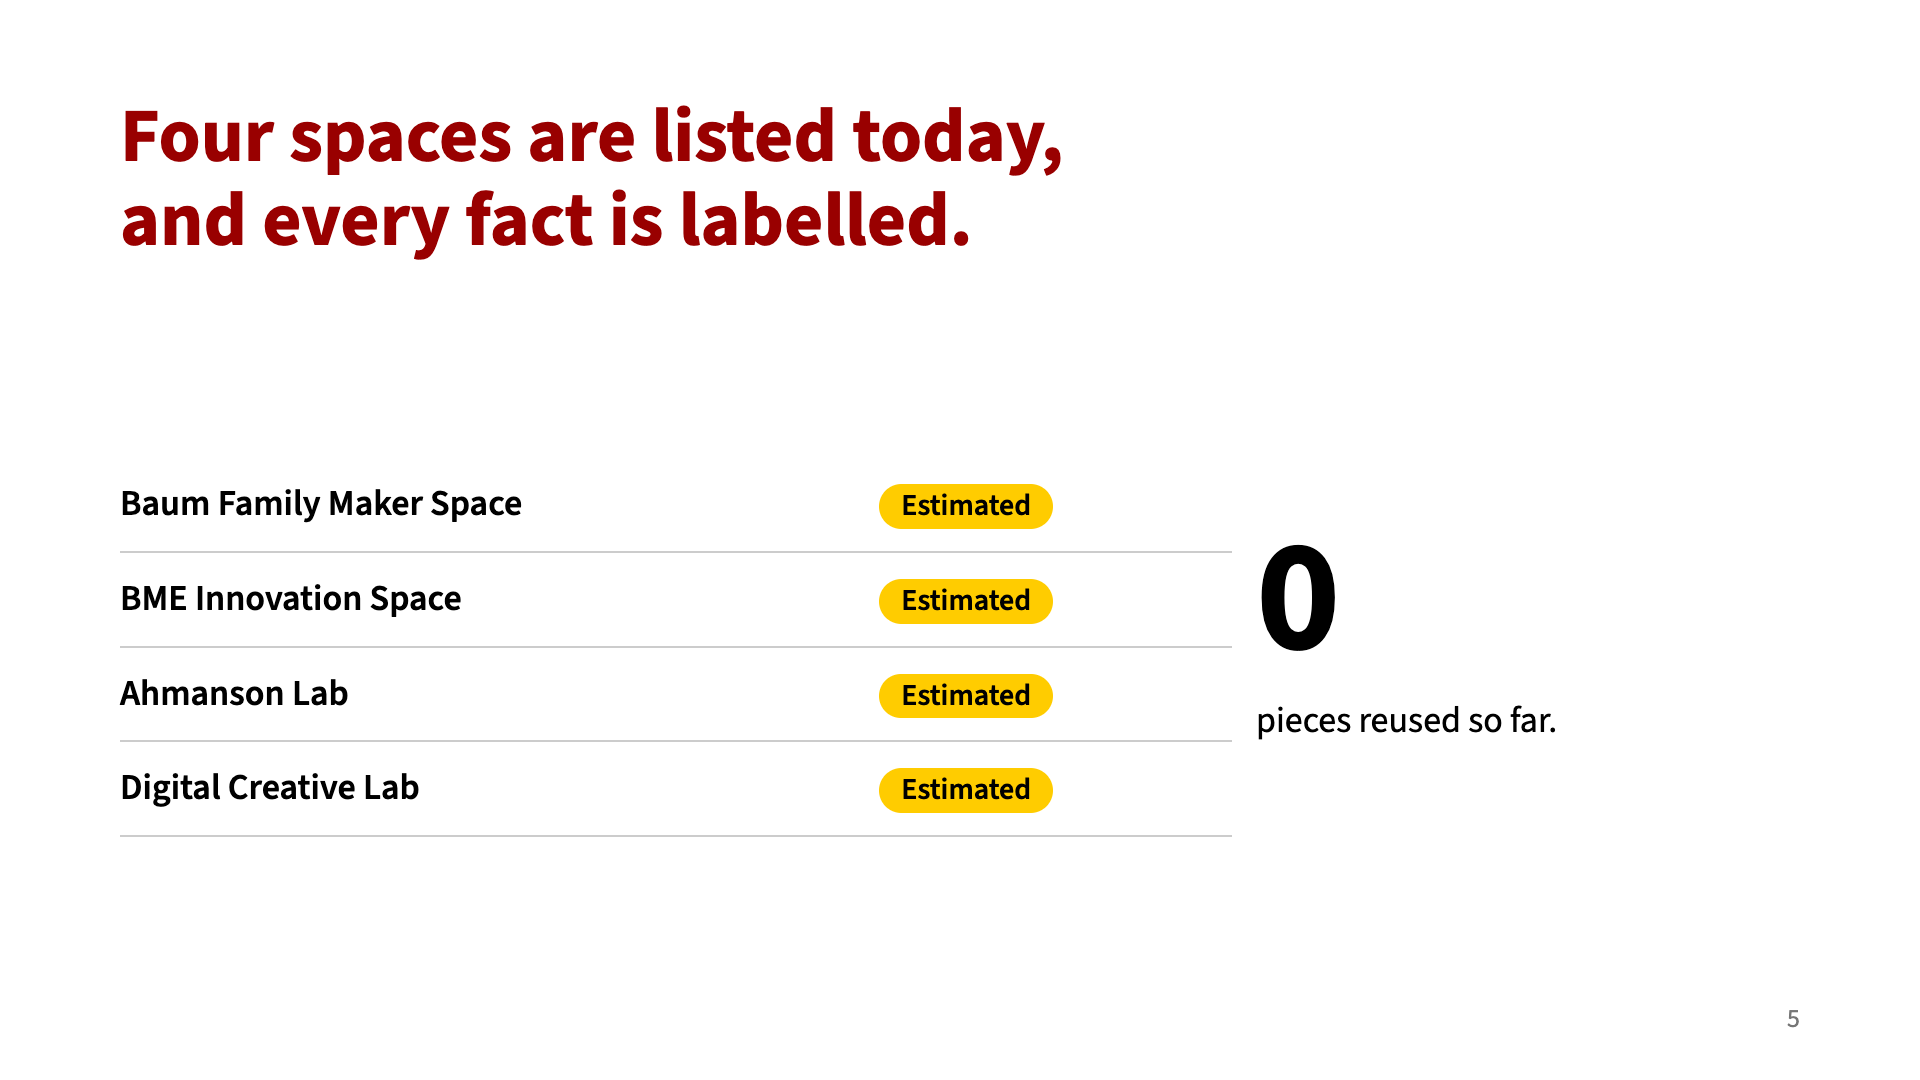 Four spaces are listed today,
and every fact is labelled.
Baum Family Maker Space Estimated
BME Innovation Space Estimated
Ahmanson Lab Estimated
Digital Creative Lab Estimated
0
pieces reused so far.
5